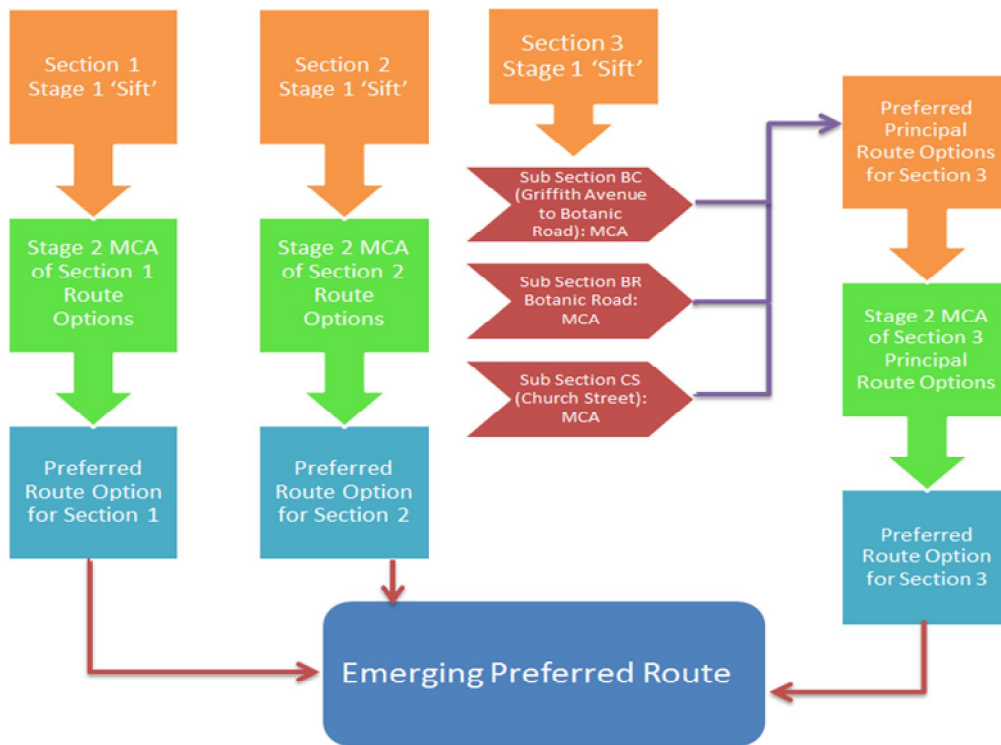 Section 1
Stage 1 ‘Sift’
Stage 2 MCA
of Section 1
Route
Options
Preferred
Route Option
for Section 1
Section 2
Stage 1 ‘Sift’
Stage 2 MCA
of Section 2
Route
Options
Preferred
Route Option
for Section 2
Section 3
Stage 1 ‘Sift’
Sub Section BC
(Griffith Avenue
to Botanic
Road): MCA
Sub Section BR
Botanic Road:
MCA
Sub Section CS
(Church Street):
MCA
Preferred
Principal
Route Options
for Section 3
Stage 2 MCA
of Section 3
Principal
Route Options
Preferred
Route Option
for Section 3
Emerging Preferred Route